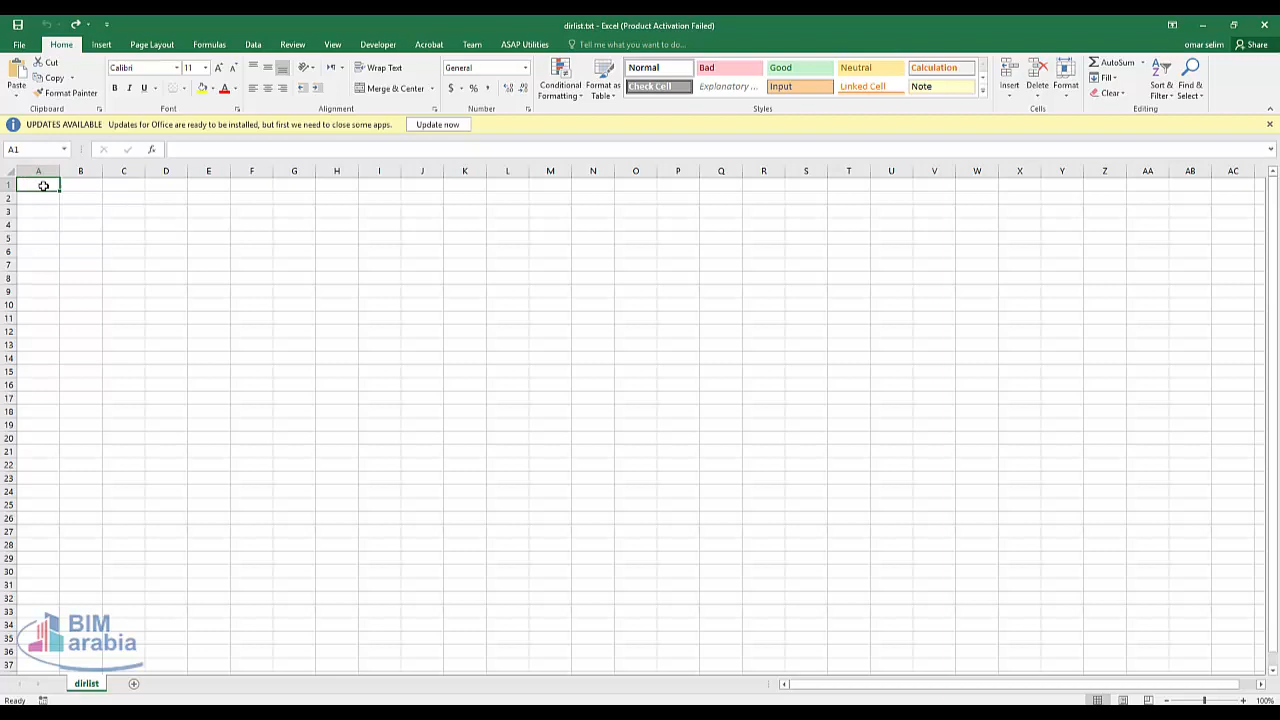 dirlist.txt - Excel (Product Activation Failed)
File Home Insert Page Layout Formulas Data Review View Developer Acrobat Team ASAP Utilities Tell me what you want to do... omar selim Share
Paste Cut Copy Format Painter
Clipboard
Calibri 11
B I U
Font
Wrap Text
Merge & Center
Alignment
General
$ % ,
Number
Conditional Formatting
Format as Table
Normal Bad Good Neutral Calculation
Check Cell Explanatory ... Input Linked Cell Note
Styles
Insert Delete Format
Cells
AutoSum
Fill
Clear
Sort & Filter
Find & Select
Editing
UPDATES AVAILABLE Updates for Office are ready to be installed, but first we need to close some apps. Update now
A1 fx
A B C D E F G H I J K L M N O P Q R S T U V W X Y Z AA AB AC
1
2
3
4
5
6
7
8
9
10
11
12
13
14
15
16
17
18
19
20
21
22
23
24
25
26
27
28
29
30
31
32
33
34
35
36
37
BIM
arabia
dirlist
Ready 100%